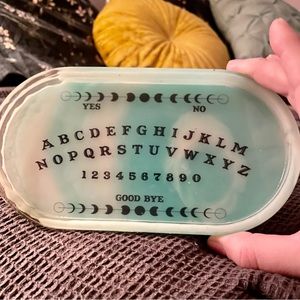 YES NO
ABCDEFGHIJKLM
NOPQRSTUVWXYZ
1234567890
GOOD BYE